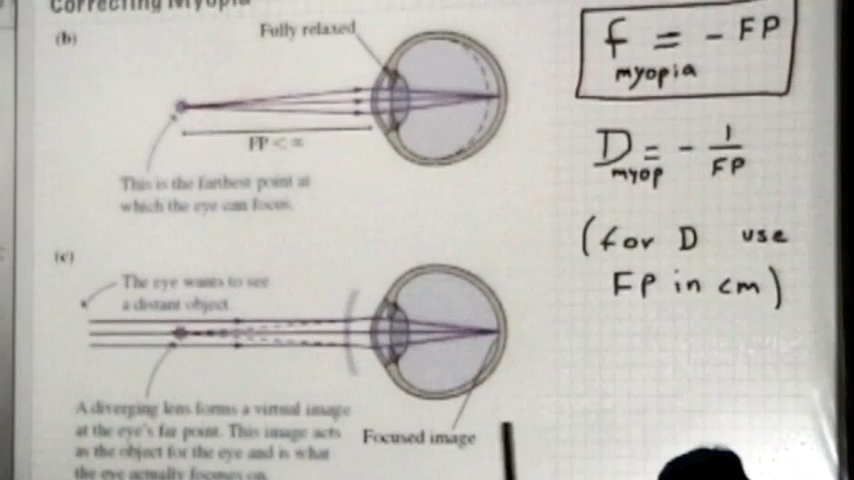 Correcting Myopia
(b)
Fully relaxed
FP < ∞
This is the farthest point at
which the eye can focus.
(c)
The eye wants to see
a distant object.
A diverging lens forms a virtual image
at the eye's far point. This image acts
as the object for the eye and is what
the eye actually focuses on.
Focused image
f = - FP
myopia
D = - 1/FP
myop
(for D use
FP in cm)